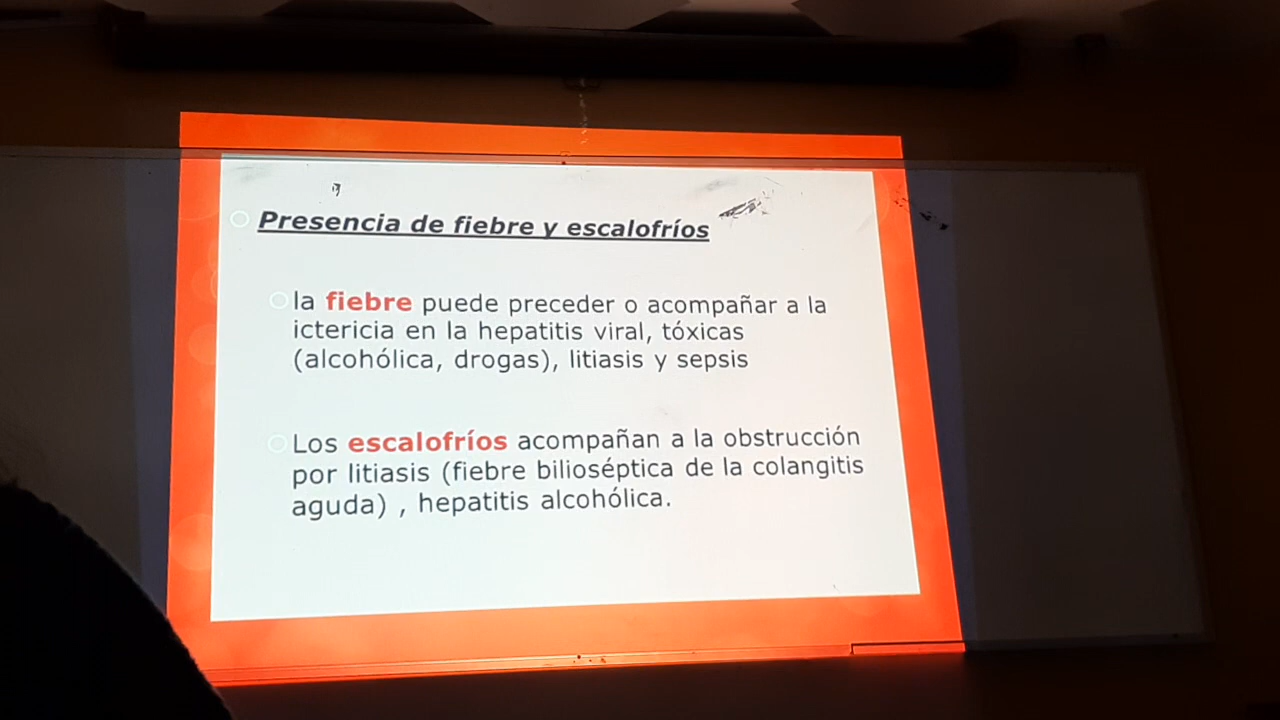 Presencia de fiebre y escalofríos
la fiebre puede preceder o acompañar a la
ictericia en la hepatitis viral, tóxicas
(alcohólica, drogas), litiasis y sepsis
Los escalofríos acompañan a la obstrucción
por litiasis (fiebre bilioséptica de la colangitis
aguda) , hepatitis alcohólica.